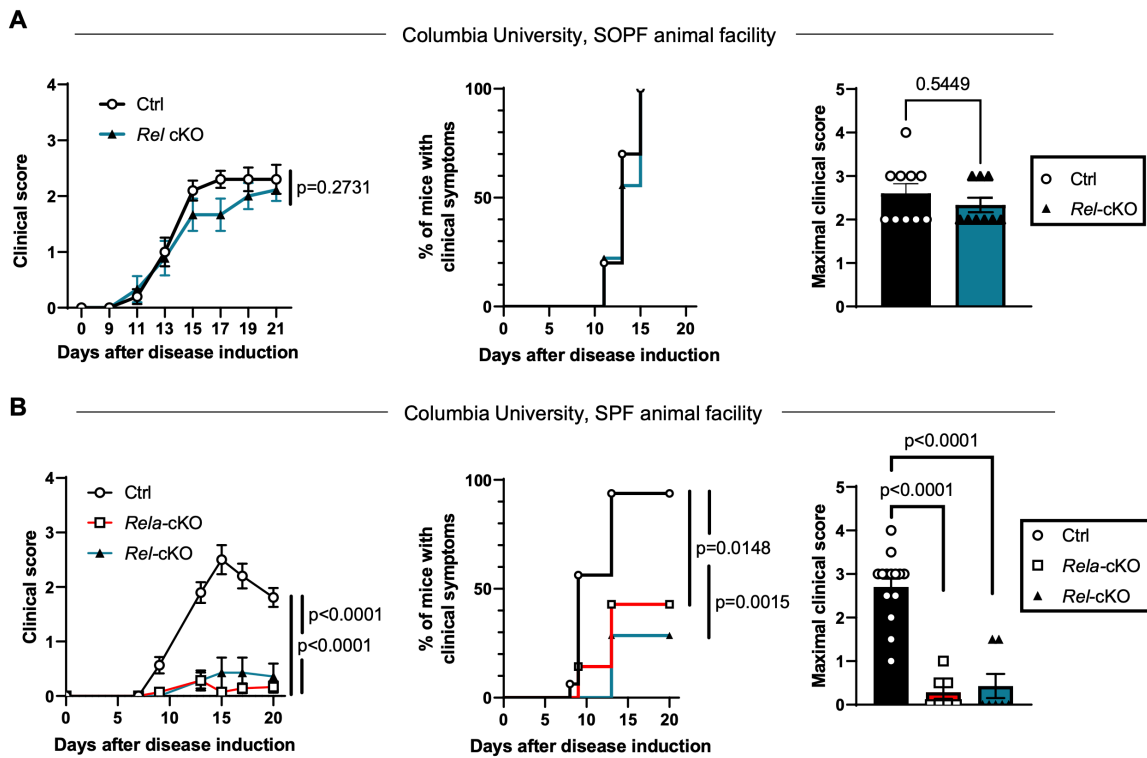 A
Columbia University, SOPF animal facility
4
3
2
1
0
Clinical score
Ctrl
Rel cKO
p=0.2731
0 9 11 13 15 17 19 21
Days after disease induction
100
50
0
% of mice with
clinical symptoms
0 5 10 15 20
Days after disease induction
5
4
3
2
1
0
Maximal clinical score
0.5449
Ctrl
Rel-cKO
B
Columbia University, SPF animal facility
4
3
2
1
0
Clinical score
Ctrl
Rela-cKO
Rel-cKO
p<0.0001
p<0.0001
0 5 10 15 20
Days after disease induction
100
50
0
% of mice with
clinical symptoms
p=0.0148
p=0.0015
0 5 10 15 20
Days after disease induction
5
4
3
2
1
0
Maximal clinical score
p<0.0001
p<0.0001
Ctrl
Rela-cKO
Rel-cKO